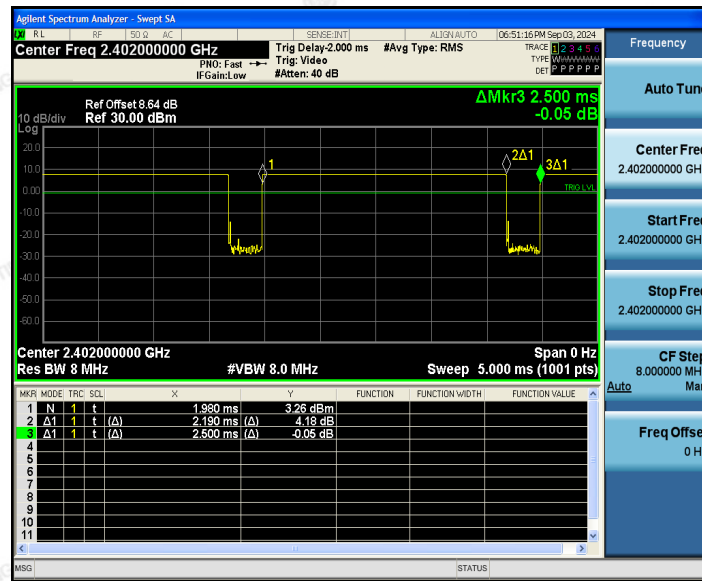 Agilent Spectrum Analyzer - Swept SA
LXI RL RF 50 Ω AC SENSE:INT ALIGN AUTO 06:51:16 PM Sep 03, 2024
Center Freq 2.402000000 GHz
Trig Delay-2.000 ms #Avg Type: RMS
TRACE 1 2 3 4 5 6
PNO: Fast Trig: Video
TYPE WWWWWW
IFGain:Low #Atten: 40 dB
DET P P P P P P
Ref Offset 8.64 dB
10 dB/div Ref 30.00 dBm
ΔMkr3 2.500 ms
-0.05 dB
Log
20.0
10.0
0.00
-10.0
-20.0
-30.0
-40.0
-50.0
-60.0
1
2Δ1
3Δ1
TRIG LVL
Center 2.402000000 GHz Span 0 Hz
Res BW 8 MHz #VBW 8.0 MHz Sweep 5.000 ms (1001 pts)
MKR MODE TRC SCL X Y FUNCTION FUNCTION WIDTH FUNCTION VALUE
1 N 1 t 1.980 ms 3.26 dBm
2 Δ1 1 t (Δ) 2.190 ms (Δ) 4.18 dB
3 Δ1 1 t (Δ) 2.500 ms (Δ) -0.05 dB
4
5
6
7
8
9
10
11
MSG STATUS
Frequency
Auto Tun
Center Fre
2.402000000 GH
Start Fre
2.402000000 GH
Stop Fre
2.402000000 GH
CF Step
8.000000 MH
Auto Ma
Freq Offse
0 H